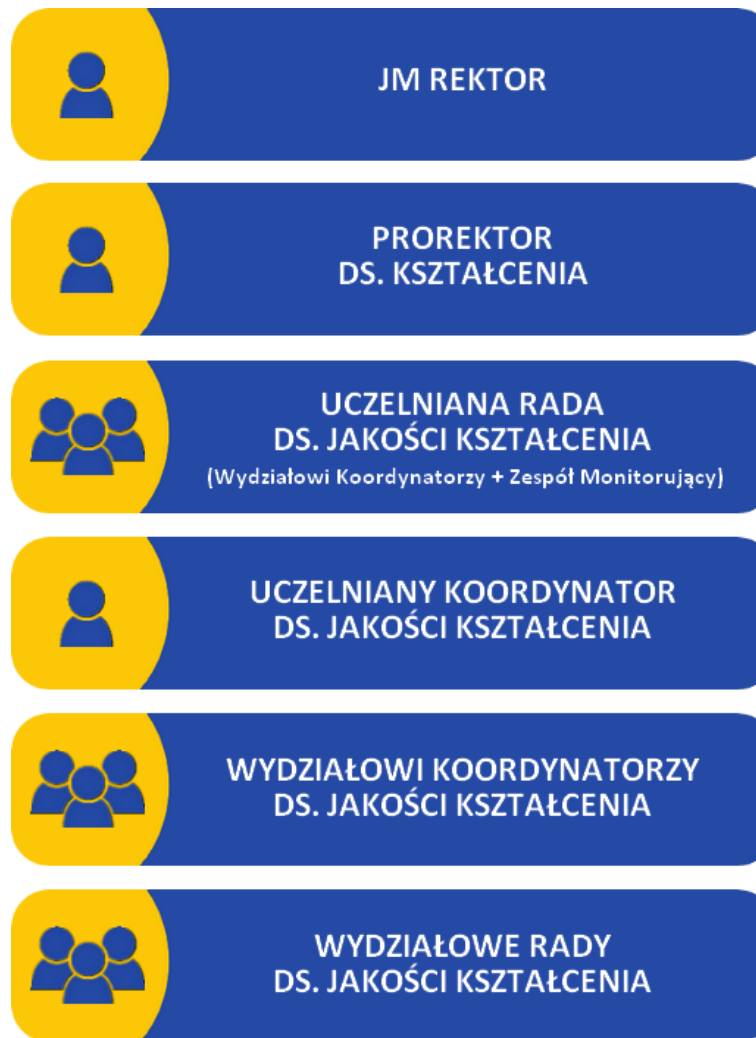 JM REKTOR
PROREKTOR
DS. KSZTAŁCENIA
UCZELNIANA RADA
DS. JAKOŚCI KSZTAŁCENIA
(Wydziałowi Koordynatorzy + Zespół Monitorujący)
UCZELNIANY KOORDYNATOR
DS. JAKOŚCI KSZTAŁCENIA
WYDZIAŁOWI KOORDYNATORZY
DS. JAKOŚCI KSZTAŁCENIA
WYDZIAŁOWE RADY
DS. JAKOŚCI KSZTAŁCENIA